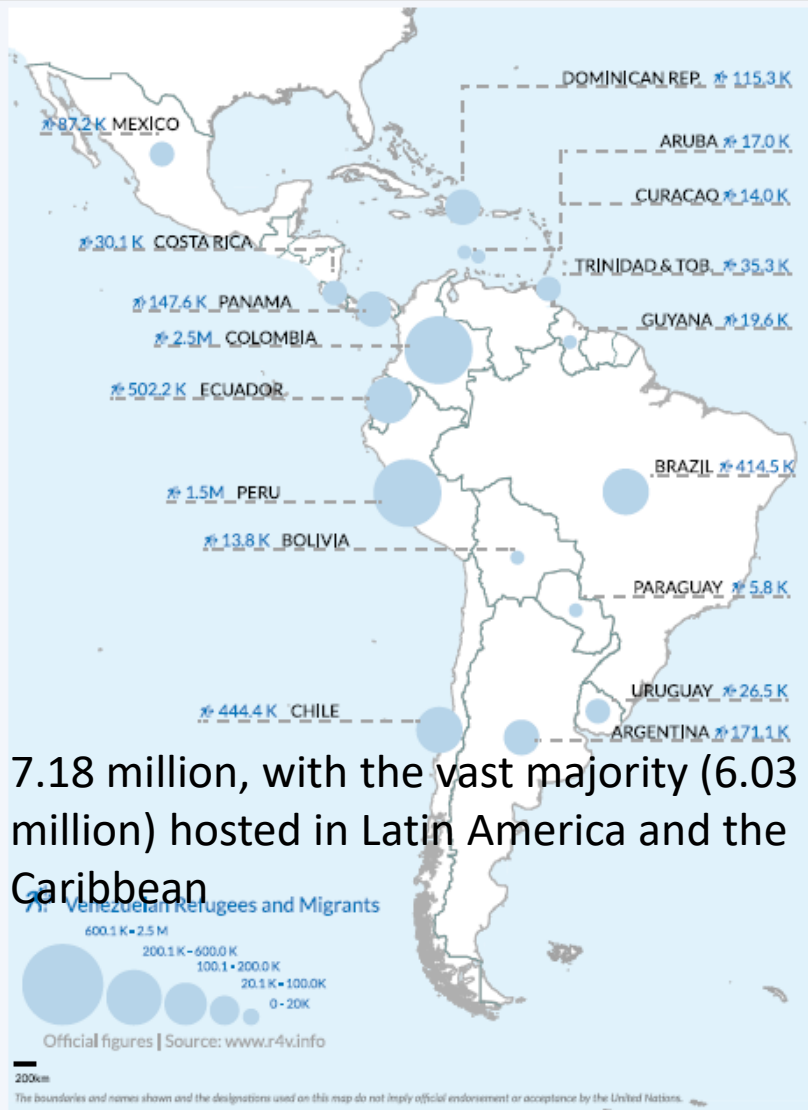 DOMINICAN REP. 115.3 K
87.2 K MEXICO
ARUBA 17.0 K
CURACAO 14.0 K
30.1 K COSTA RICA
TRINIDAD & TOB. 35.3 K
147.6 K PANAMA
GUYANA 19.6 K
2.5M COLOMBIA
502.2 K ECUADOR
BRAZIL 414.5 K
1.5M PERU
13.8 K BOLIVIA
PARAGUAY 5.8 K
URUGUAY 26.5 K
444.4 K CHILE
ARGENTINA 171.1 K
7.18 million, with the vast majority (6.03
million) hosted in Latin America and the
Caribbean
Venezuelan Refugees and Migrants
600.1 K - 2.5 M
200.1 K - 600.0 K
100.1 - 200.0 K
20.1 K - 100.0K
0 - 20K
Official figures | Source: www.r4v.info
200km
The boundaries and names shown and the designations used on this map do not imply official endorsement or acceptance by the United Nations.